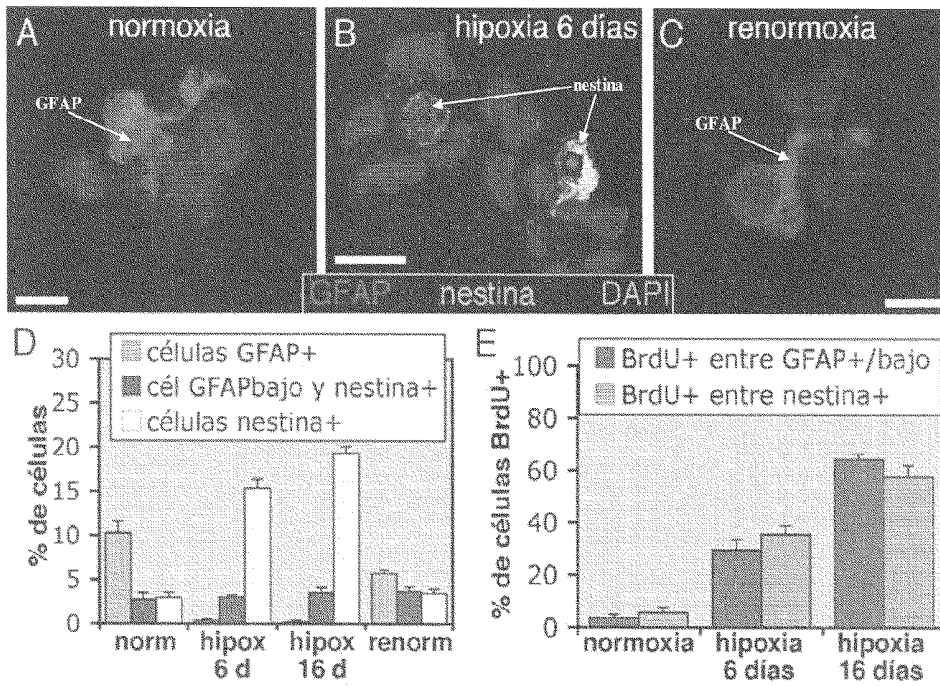 A normoxia
GFAP
B hipoxia 6 días
nestina
C renormoxia
GFAP
GFAP nestina DAPI
D
células GFAP+
cél GFAPbajo y nestina+
células nestina+
% de células
30
25
20
15
10
5
0
norm
hipox 6 d
hipox 16 d
renorm
E
BrdU+ entre GFAP+/bajo
BrdU+ entre nestina+
% de células BrdU+
100
80
60
40
20
0
normoxia
hipoxia 6 días
hipoxia 16 días